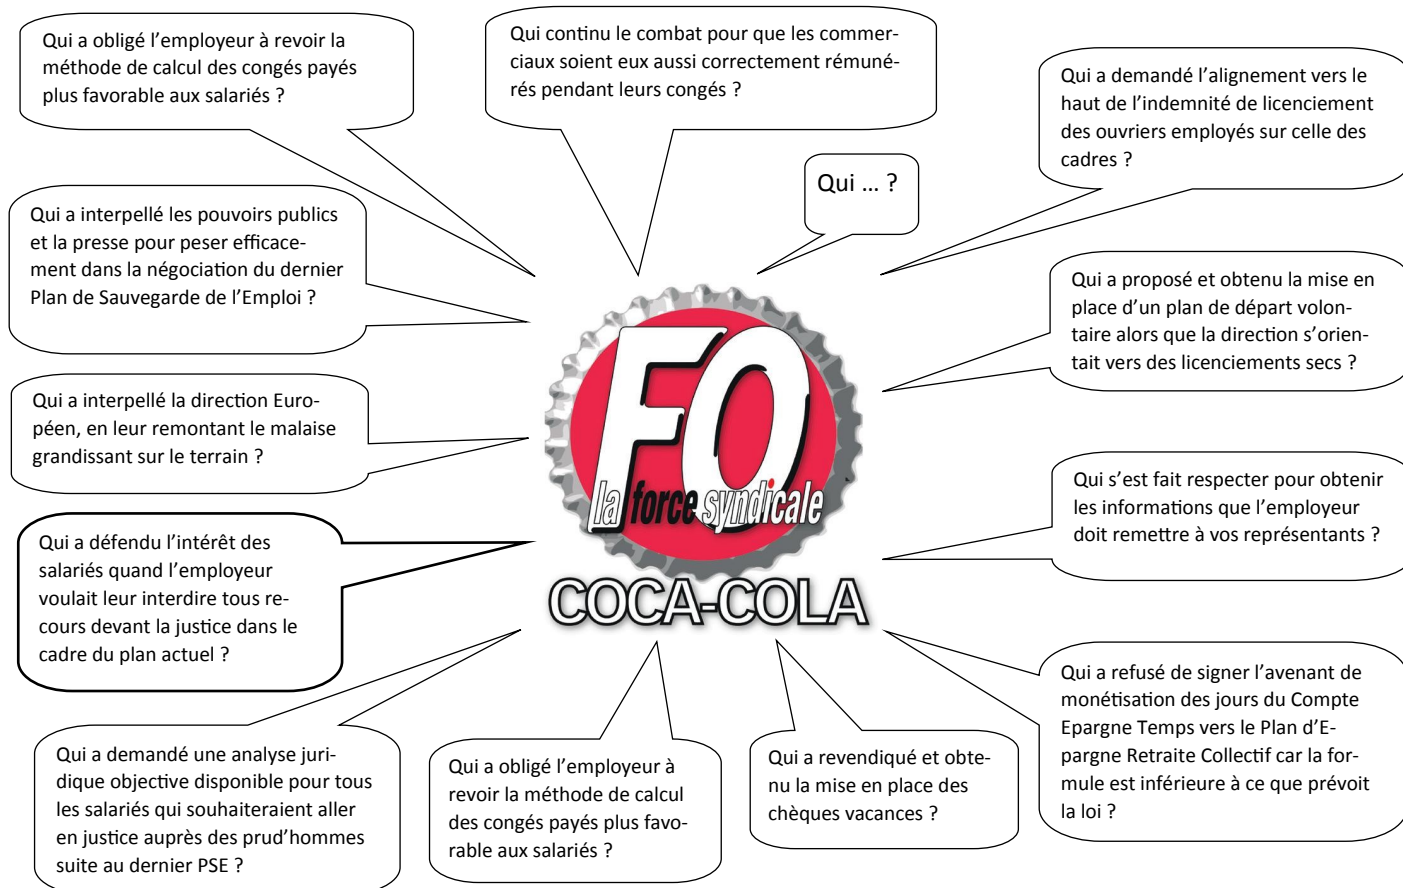 Qui a obligé l’employeur à revoir la
méthode de calcul des congés payés
plus favorable aux salariés ?
Qui continu le combat pour que les commer-
ciaux soient eux aussi correctement rémuné-
rés pendant leurs congés ?
Qui a demandé l’alignement vers le
haut de l’indemnité de licenciement
des ouvriers employés sur celle des
cadres ?
Qui ... ?
Qui a interpellé les pouvoirs publics
et la presse pour peser efficace-
ment dans la négociation du dernier
Plan de Sauvegarde de l’Emploi ?
Qui a proposé et obtenu la mise en
place d’un plan de départ volon-
taire alors que la direction s’orien-
tait vers des licenciements secs ?
Qui a interpellé la direction Euro-
péen, en leur remontant le malaise
grandissant sur le terrain ?
FO
la force syndicale
COCA-COLA
Qui s’est fait respecter pour obtenir
les informations que l’employeur
doit remettre à vos représentants ?
Qui a défendu l’intérêt des
salariés quand l’employeur
voulait leur interdire tous re-
cours devant la justice dans le
cadre du plan actuel ?
Qui a refusé de signer l’avenant de
monétisation des jours du Compte
Epargne Temps vers le Plan d’E-
pargne Retraite Collectif car la for-
mule est inférieure à ce que prévoit
la loi ?
Qui a demandé une analyse juri-
dique objective disponible pour tous
les salariés qui souhaiteraient aller
en justice auprès des prud’hommes
suite au dernier PSE ?
Qui a obligé l’employeur à
revoir la méthode de calcul
des congés payés plus favo-
rable aux salariés ?
Qui a revendiqué et obte-
nu la mise en place des
chèques vacances ?